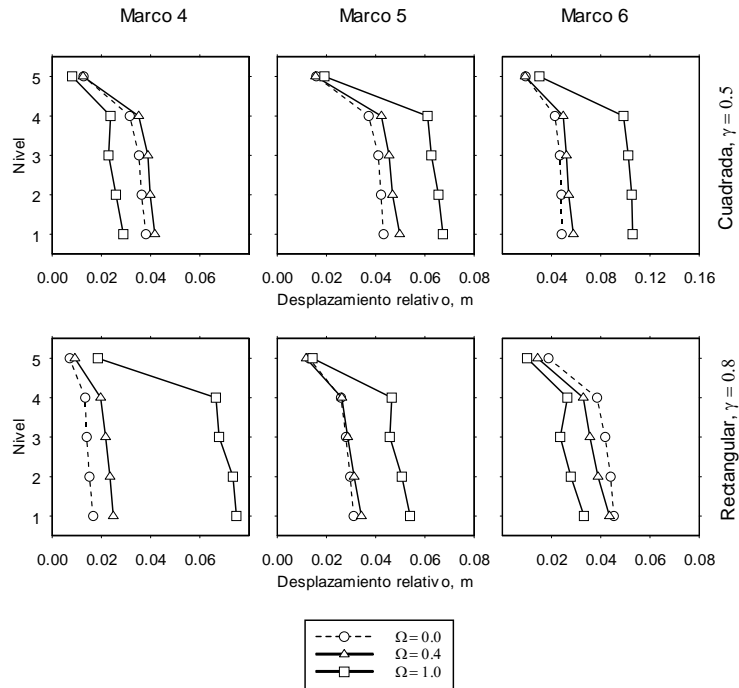 Marco 4 Marco 5 Marco 6
Nivel
5
4
3
2
1
Cuadrada, γ = 0.5
0.00 0.02 0.04 0.06 0.00 0.02 0.04 0.06 0.08 0.04 0.08 0.12 0.16
Desplazamiento relativo, m
Nivel
5
4
3
2
1
Rectangular, γ = 0.8
0.00 0.02 0.04 0.06 0.00 0.02 0.04 0.06 0.00 0.02 0.04 0.06 0.08
Desplazamiento relativo, m
Ω = 0.0
Ω = 0.4
Ω = 1.0